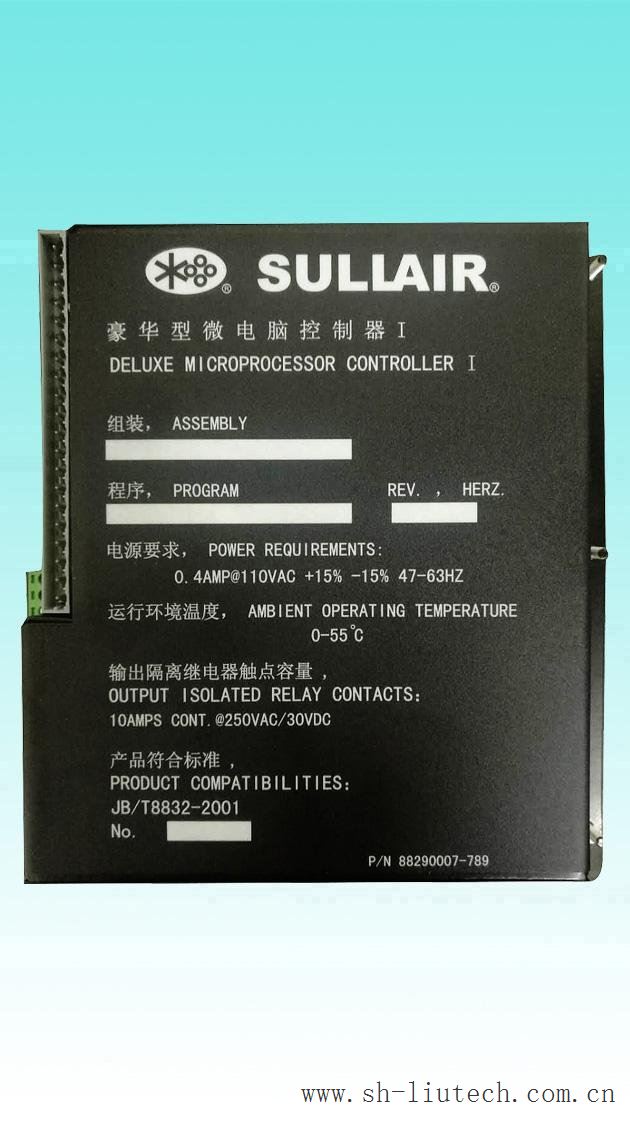 SULLAIR®
豪华型微电脑控制器 I
DELUXE MICROPROCESSOR CONTROLLER I
组装, ASSEMBLY
程序, PROGRAM REV. , HERZ.
电源要求, POWER REQUIREMENTS:
0.4AMP@110VAC +15% -15% 47-63HZ
运行环境温度, AMBIENT OPERATING TEMPERATURE
0-55℃
输出隔离继电器触点容量,
OUTPUT ISOLATED RELAY CONTACTS:
10AMPS CONT.@250VAC/30VDC
产品符合标准,
PRODUCT COMPATIBILITIES:
JB/T8832-2001
No.
P/N 88290007-789
www.sh-liutech.com.cn